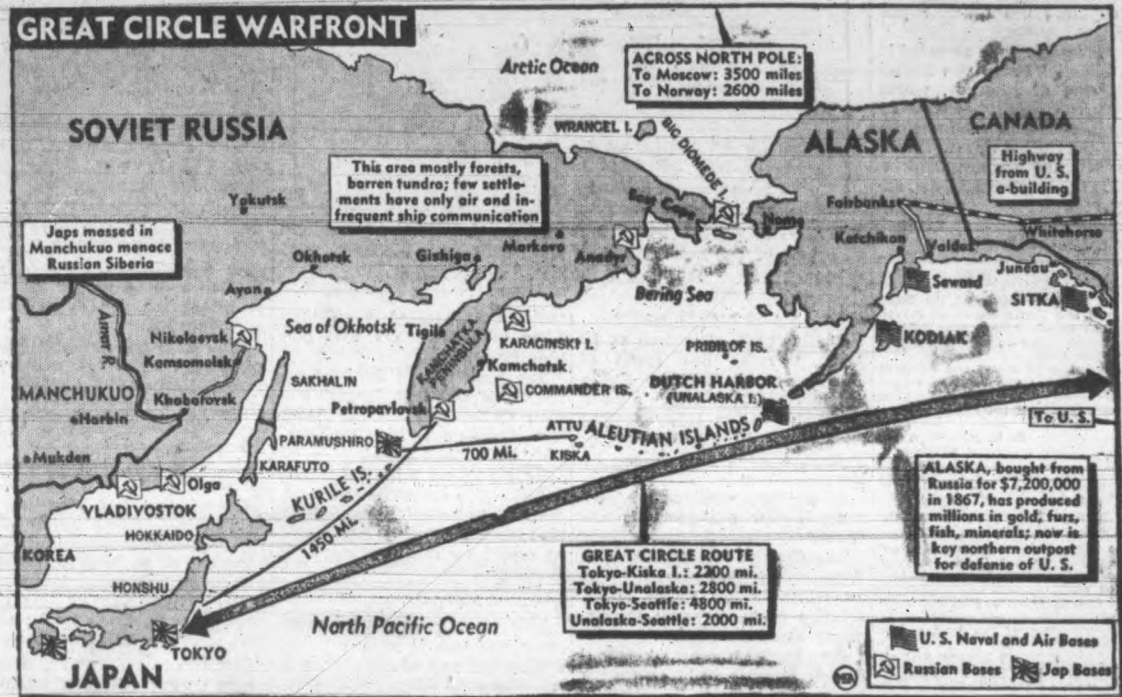 GREAT CIRCLE WARFRONT
Arctic Ocean
ACROSS NORTH POLE:
To Moscow: 3500 miles
To Norway: 2600 miles
SOVIET RUSSIA
WRANGEL I.
BIG DIOMEDE I.
ALASKA
CANADA
Highway
from U. S.
a-building
This area mostly forests,
barren tundra; few settle-
ments have only air and in-
frequent ship communication
Yakutsk
East Cape
Nome
Fairbanks
Whitehorse
Japs massed in
Manchukuo menace
Russian Siberia
Okhotsk
Gishiga
Markovo
Anadyr
Ketchikan
Valdez
Juneau
Ayan
Bering Sea
Seward
SITKA
Amur R.
Nikolaevsk
Sea of Okhotsk
Tigile
KAMCHATKA
PENINSULA
KARAGINSKI I.
PRIBILOF IS.
KODIAK
Komsomolsk
Kamchatsk
MANCHUKUO
SAKHALIN
COMMANDER IS.
DUTCH HARBOR
(UNALASKA I.)
Khabarovsk
Harbin
Petropavlovsk
To U. S.
PARAMUSHIRO
ATTU
ALEUTIAN ISLANDS
700 Mi.
KISKA
Mukden
KARAFUTO
Olga
VLADIVOSTOK
KURILE IS.
1450 MI.
HOKKAIDO
ALASKA, bought from
Russia for $7,200,000
in 1867, has produced
millions in gold, furs,
fish, minerals; now is
key northern outpost
for defense of U. S.
KOREA
GREAT CIRCLE ROUTE
Tokyo-Kiska I.: 2200 mi.
Tokyo-Unalaska: 2800 mi.
Tokyo-Seattle: 4800 mi.
Unalaska-Seattle: 2000 mi.
HONSHU
North Pacific Ocean
TOKYO
JAPAN
U. S. Naval and Air Bases
Russian Bases
Jap Bases